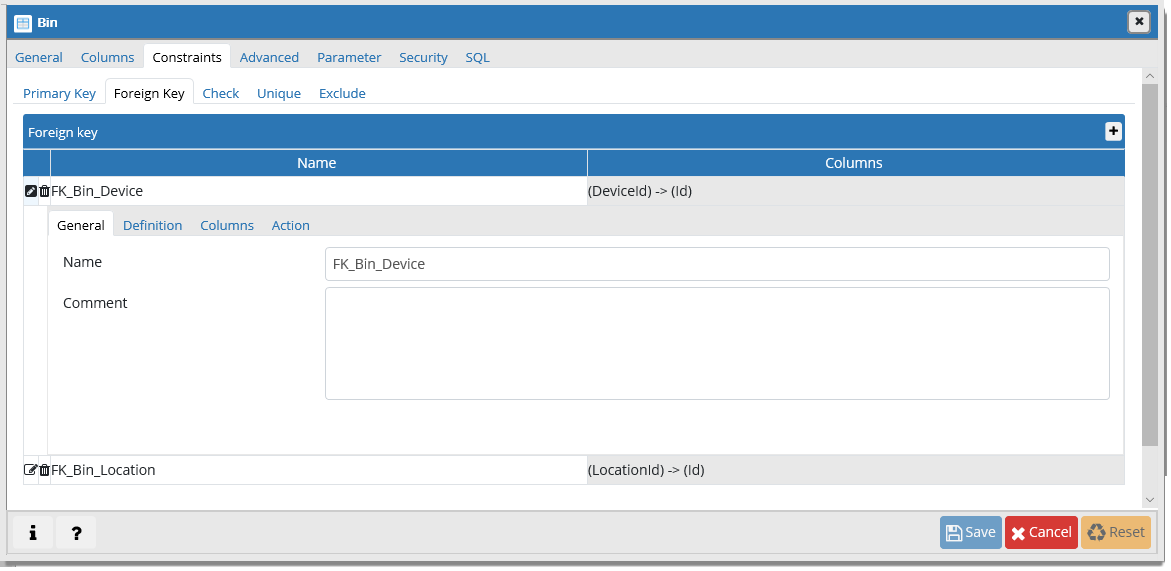 Bin
General Columns Constraints Advanced Parameter Security SQL
Primary Key Foreign Key Check Unique Exclude
Foreign key
Name Columns
FK_Bin_Device (DeviceId) -> (Id)
General Definition Columns Action
Name FK_Bin_Device
Comment
FK_Bin_Location (LocationId) -> (Id)
i ? Save Cancel Reset